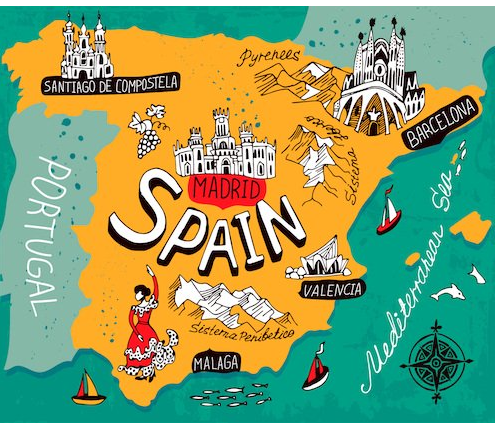 Pyrenees
SANTIAGO DE COMPOSTELA
BARCELONA
Sistema
MADRID
SPAIN
PORTUGAL
VALENCIA
Mediterranean Sea
Sistema Penibetico
MALAGA